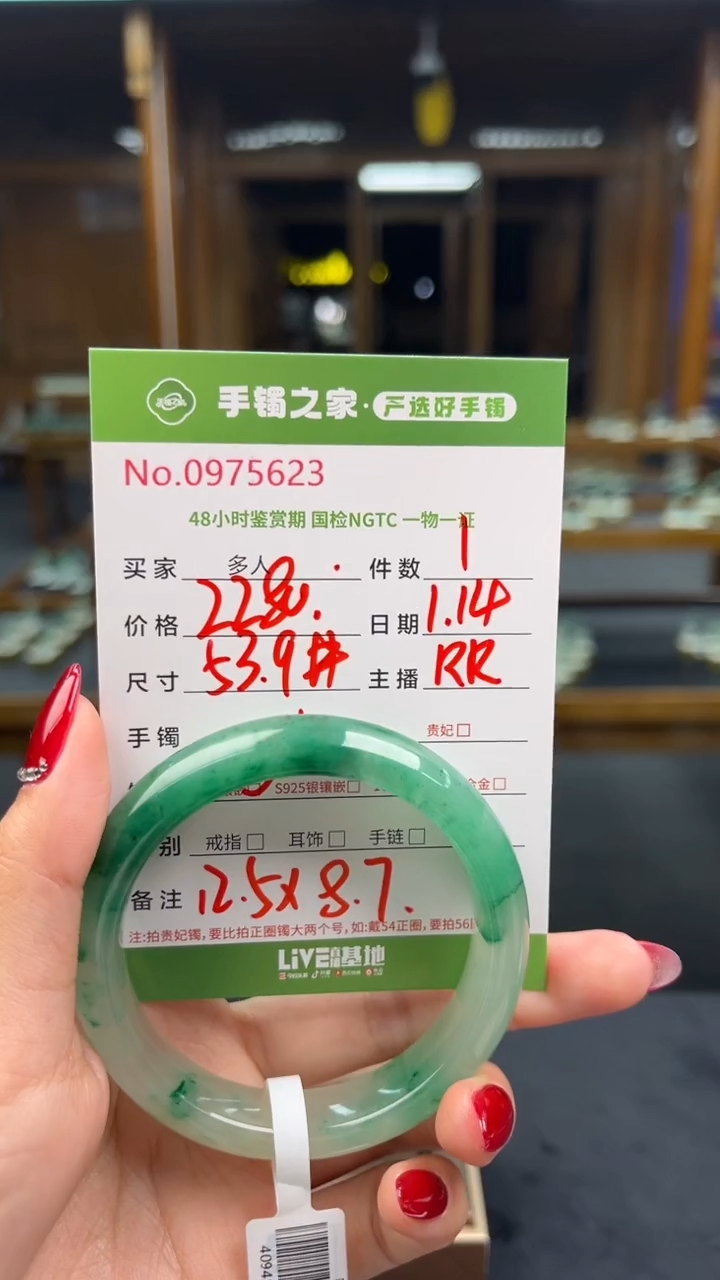 手镯之家·严选好手镯
No.0975623
48小时鉴赏期 国检NGTC 一物一证
买家 多人 件数 1
价格 228. 日期 1.14
尺寸 53.9# 主播 RR
手镯 贵妃□
S925银镶嵌□ 金□
别 戒指□ 耳饰□ 手链□
备注 12.5x8.7.
注:拍贵妃镯,要比拍正圈镯大两个号,如:戴54正圈,要拍56
LiVE 基地
4094